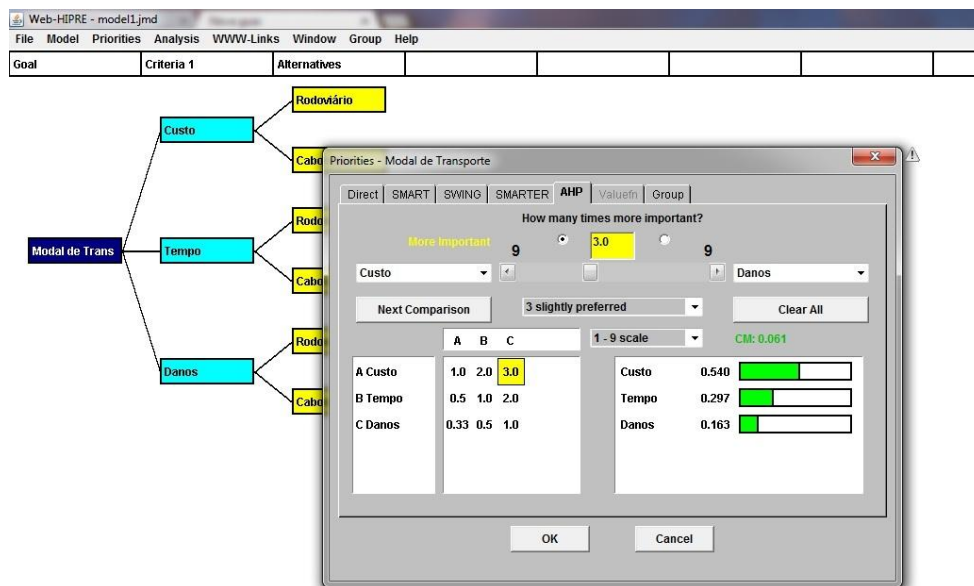 Web-HIPRE - model1.jmd
File Model Priorities Analysis WWW-Links Window Group Help
Goal Criteria 1 Alternatives
Rodoviário
Custo
Cabo
Rodo
Modal de Trans Tempo
Cabo
Rodo
Danos
Cabo
Priorities - Modal de Transporte
Direct SMART SWING SMARTER AHP Valuefn Group
How many times more important?
More Important 9 3.0 9
Custo Danos
Next Comparison 3 slightly preferred Clear All
A B C 1 - 9 scale CM: 0.061
A Custo 1.0 2.0 3.0 Custo 0.540
B Tempo 0.5 1.0 2.0 Tempo 0.297
C Danos 0.33 0.5 1.0 Danos 0.163
OK Cancel